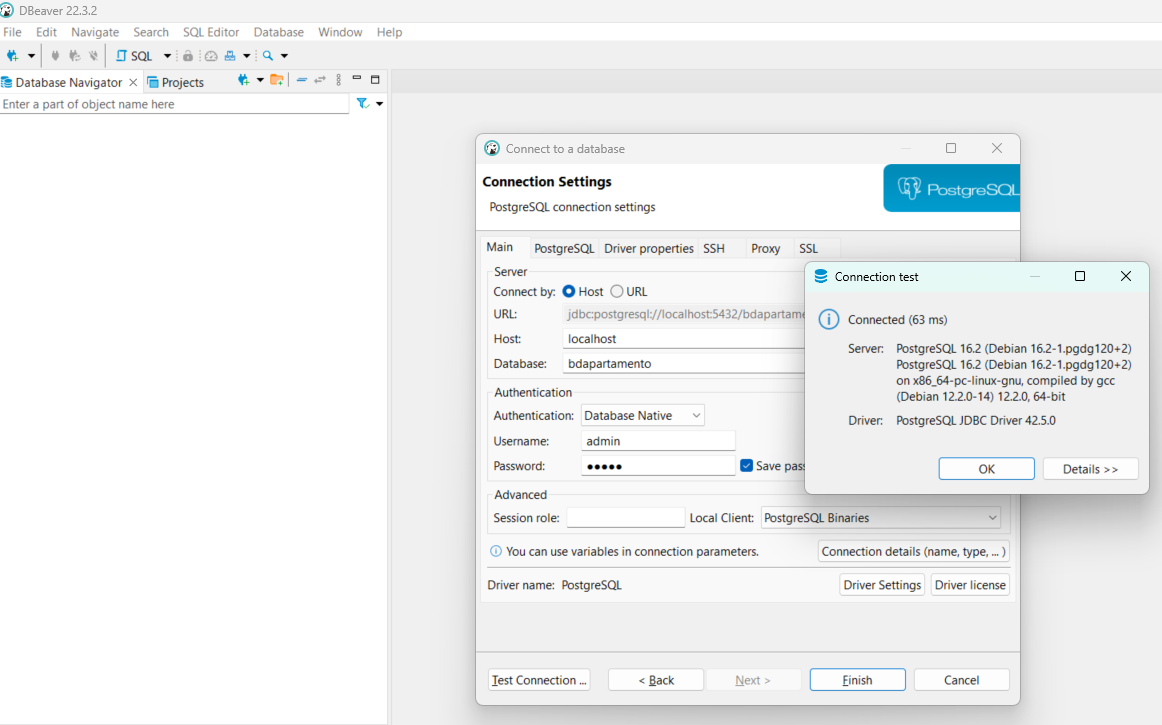 DBeaver 22.3.2
File Edit Navigate Search SQL Editor Database Window Help
SQL
Database Navigator Projects
Enter a part of object name here
Connect to a database
Connection Settings
PostgreSQL connection settings
PostgreSQL
Main PostgreSQL Driver properties SSH Proxy SSL
Server
Connect by: Host URL
URL: jdbc:postgresql://localhost:5432/bdapartame
Host: localhost
Database: bdapartamento
Authentication
Authentication: Database Native
Username: admin
Password: ●●●●●
Save pass
Advanced
Session role: Local Client: PostgreSQL Binaries
You can use variables in connection parameters. Connection details (name, type, ... )
Driver name: PostgreSQL Driver Settings Driver license
Test Connection ... < Back Next > Finish Cancel
Connection test
Connected (63 ms)
Server: PostgreSQL 16.2 (Debian 16.2-1.pgdg120+2)
PostgreSQL 16.2 (Debian 16.2-1.pgdg120+2)
on x86_64-pc-linux-gnu, compiled by gcc
(Debian 12.2.0-14) 12.2.0, 64-bit
Driver: PostgreSQL JDBC Driver 42.5.0
OK Details >>